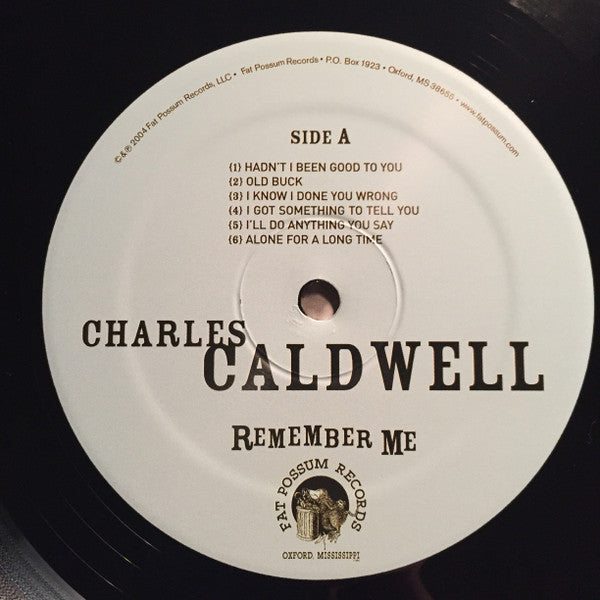 ©&℗ 2004 Fat Possum Records, LLC • Fat Possum Records • P.O. Box 1923 • Oxford, MS 38655 • www.fatpossum.com
SIDE A
{1} HADN'T I BEEN GOOD TO YOU
{2} OLD BUCK
{3} I KNOW I DONE YOU WRONG
{4} I GOT SOMETHING TO TELL YOU
{5} I'LL DO ANYTHING YOU SAY
{6} ALONE FOR A LONG TIME
CHARLES
CALDWELL
REMEMBER ME
FAT POSSUM RECORDS
OXFORD, MISSISSIPPI